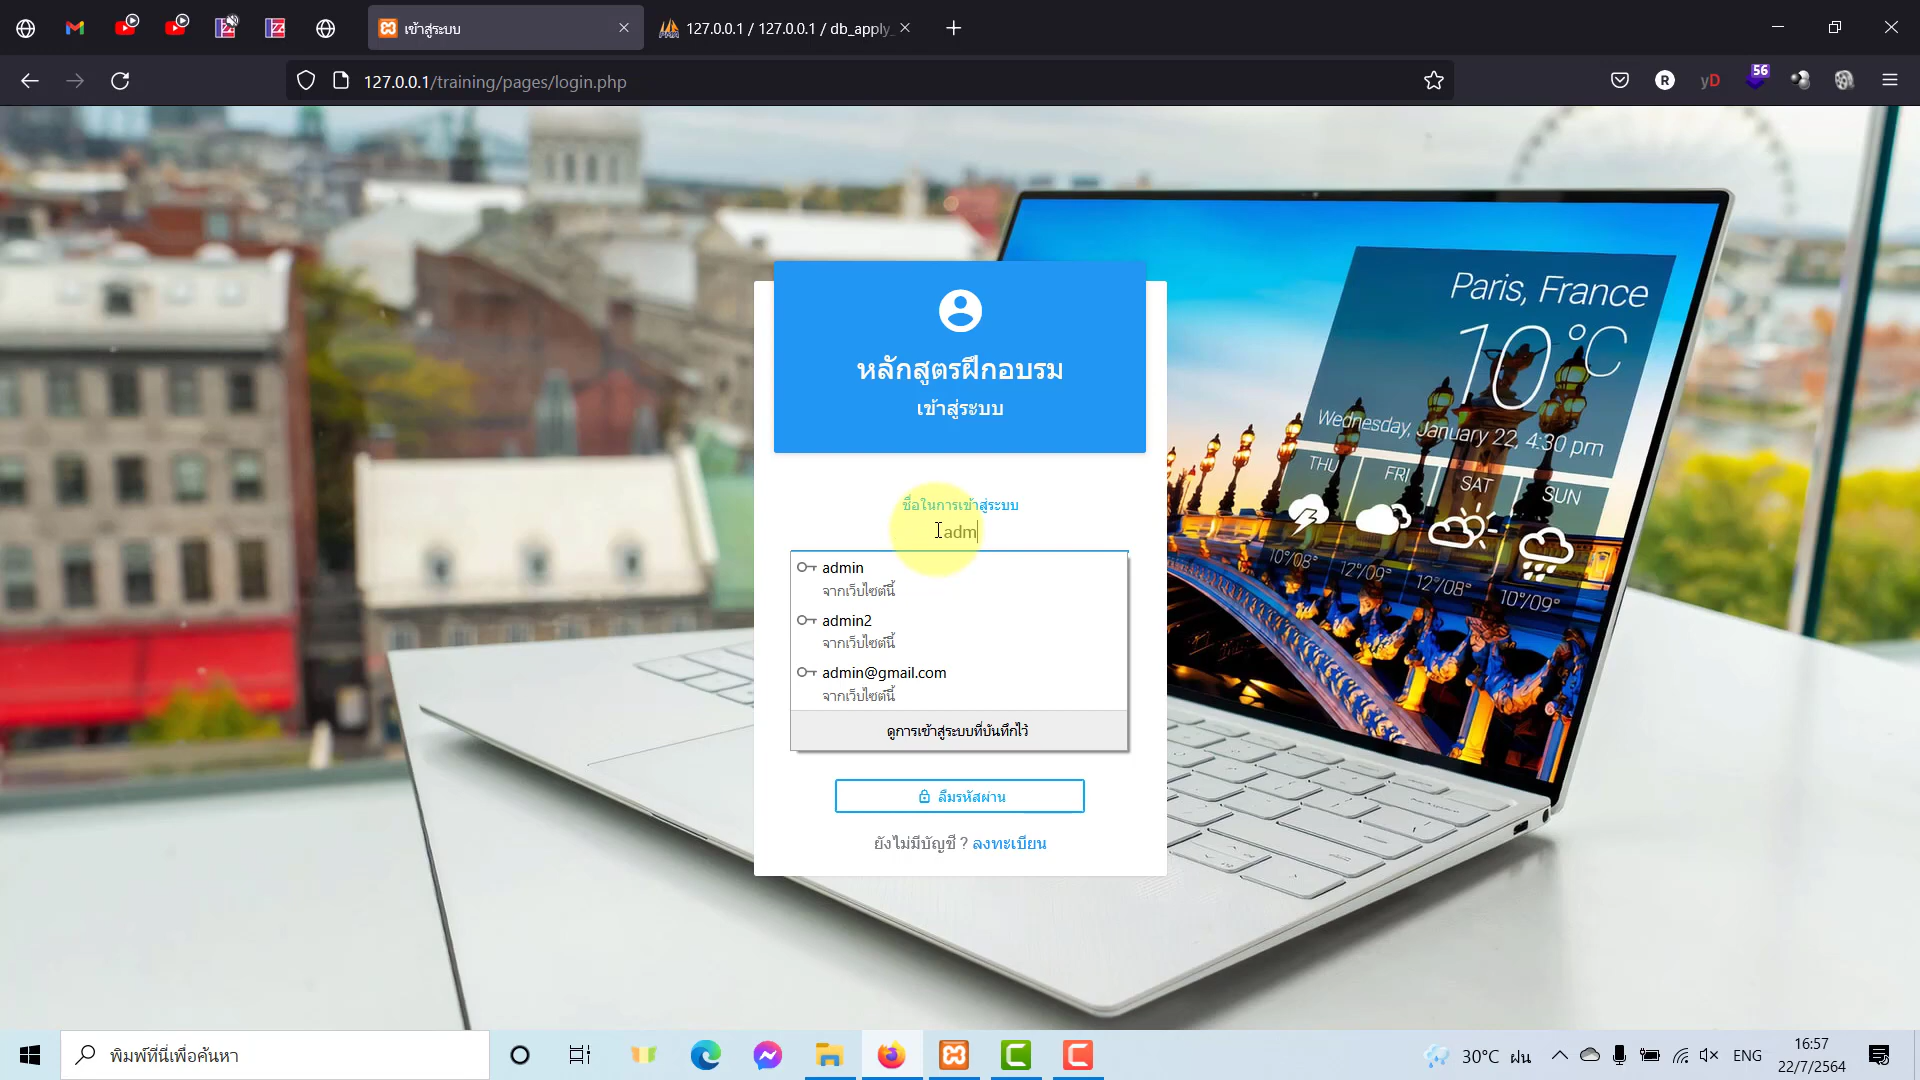 เข้าสู่ระบบ
127.0.0.1 / 127.0.0.1 / db_apply_
127.0.0.1/training/pages/login.php
yD
56
R
Paris, France
10°C
Wednesday, January 22, 4:30 pm
THU FRI SAT SUN
10°/08° 12°/09° 12°/08° 10°/09°
หลักสูตรฝึกอบรม
เข้าสู่ระบบ
ชื่อในการเข้าสู่ระบบ
adm
admin
จากเว็บไซต์นี้
admin2
จากเว็บไซต์นี้
admin@gmail.com
จากเว็บไซต์นี้
ดูการเข้าสู่ระบบที่บันทึกไว้
ลืมรหัสผ่าน
ยังไม่มีบัญชี ? ลงทะเบียน
พิมพ์ที่นี่เพื่อค้นหา
30°C ฝน
ENG
16:57
22/7/2564